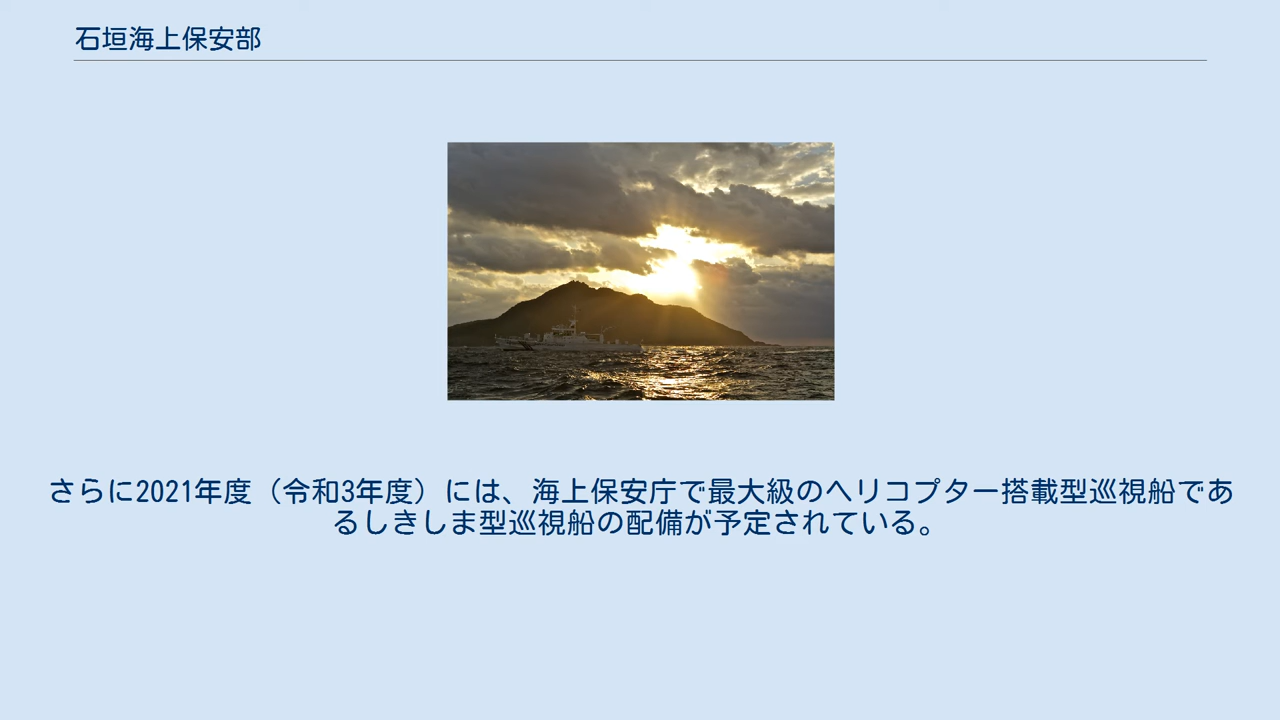 石垣海上保安部
さらに2021年度（令和3年度）には、海上保安庁で最大級のヘリコプター搭載型巡視船であ
るしきしま型巡視船の配備が予定されている。